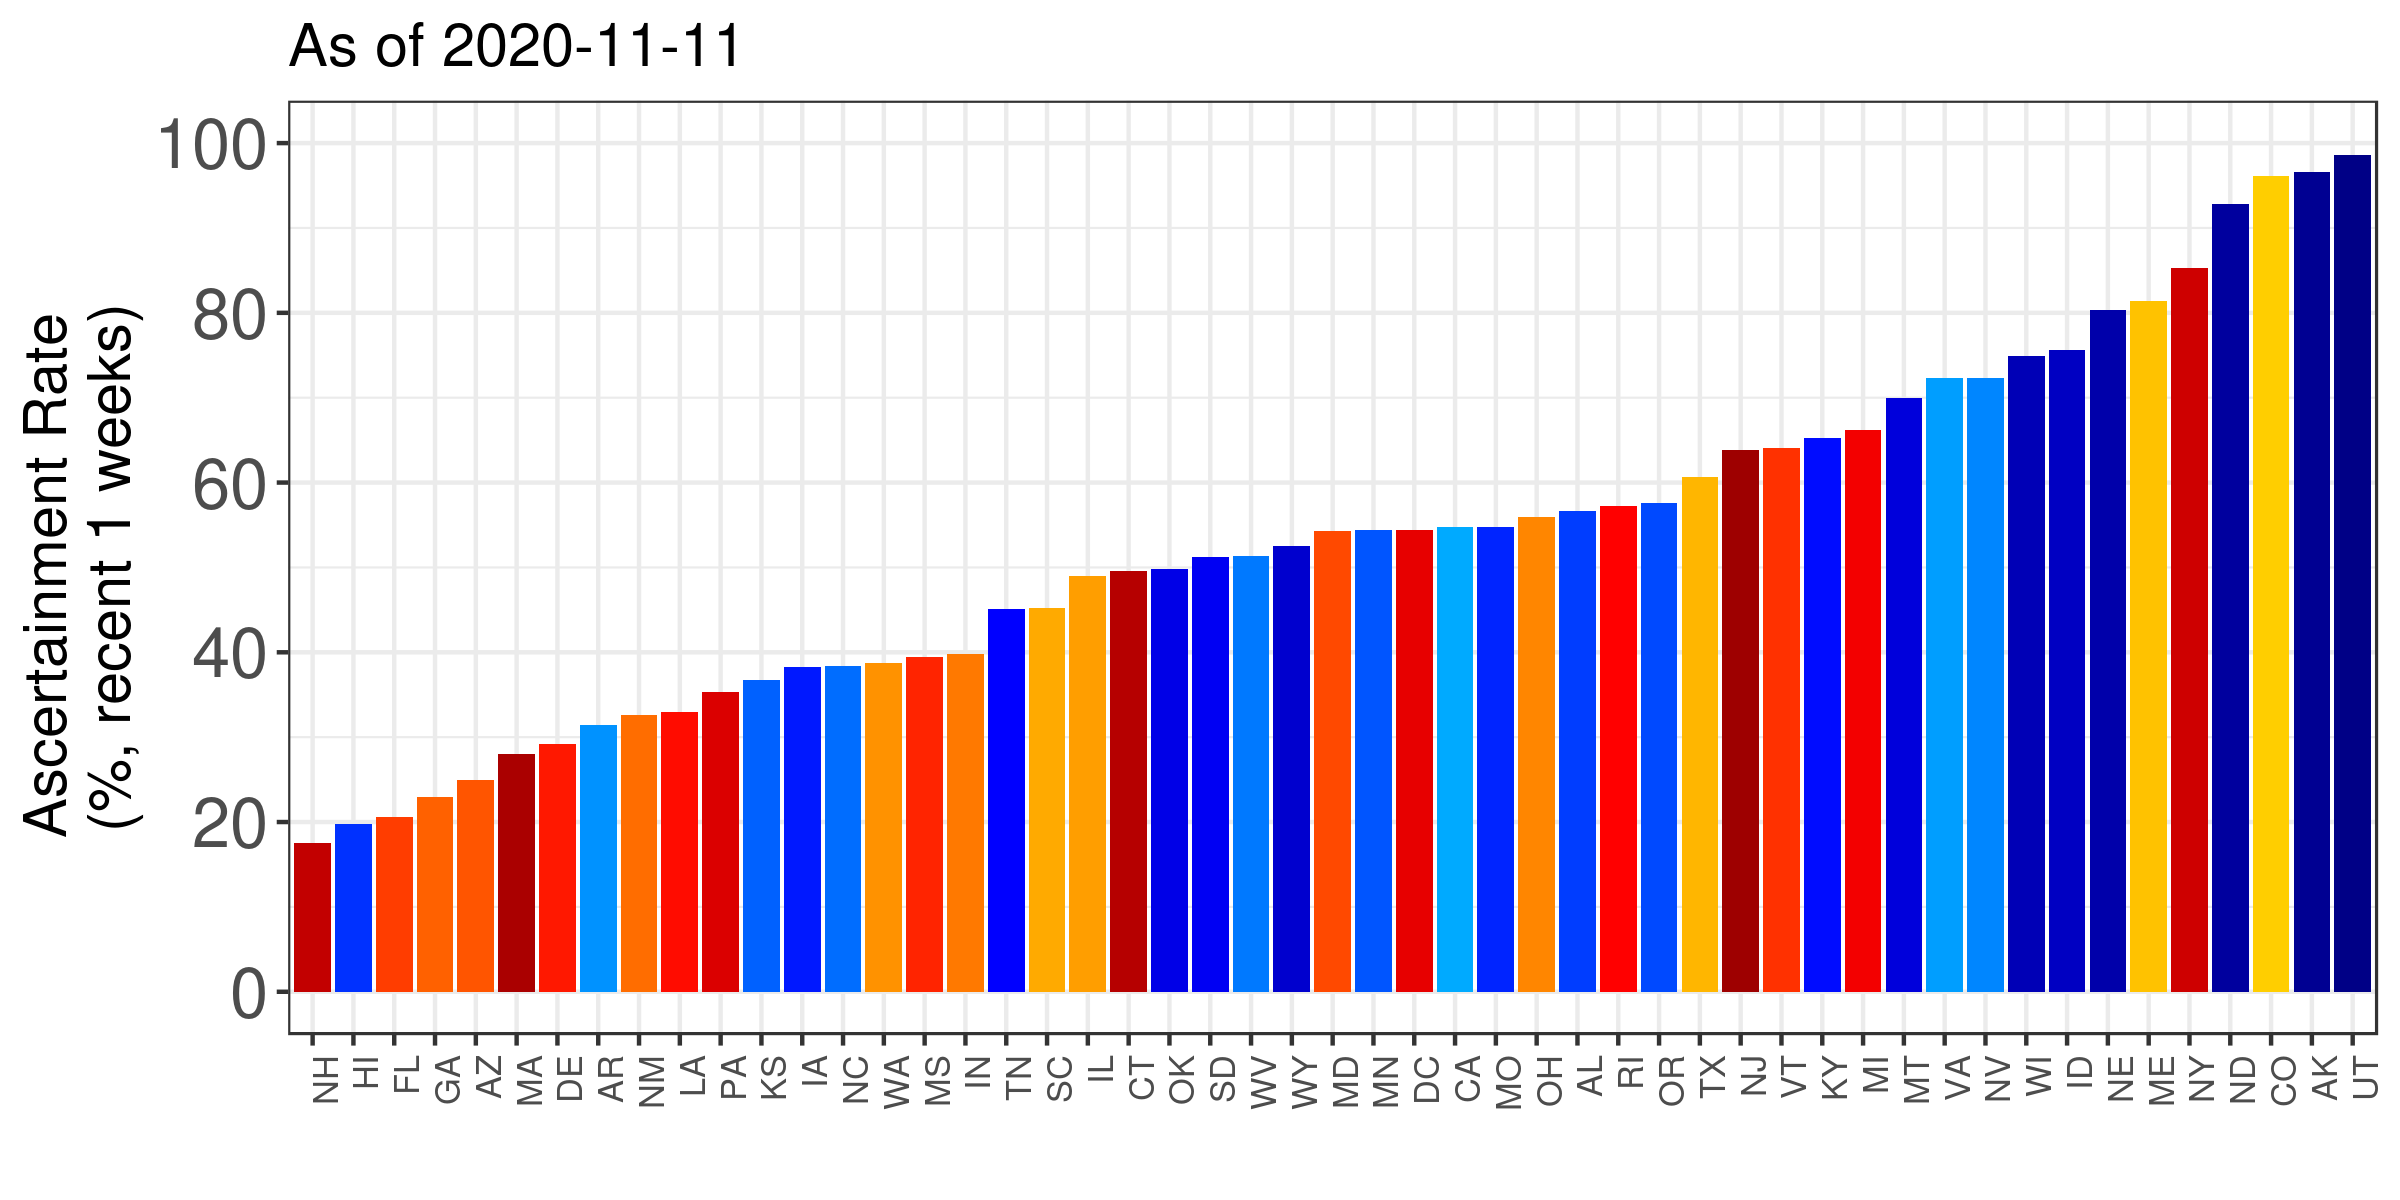 As of 2020-11-11
Ascertainment Rate
(%, recent 1 weeks)
100
80
60
40
20
0
NH HI FL GA AZ MA DE AR NM LA PA KS IA NC WA MS IN TN SC IL CT OK SD WV WY MD MN DC CA MO OH AL RI OR TX NJ VT KY MI MT VA NV WI ID NE ME NY ND CO AK UT